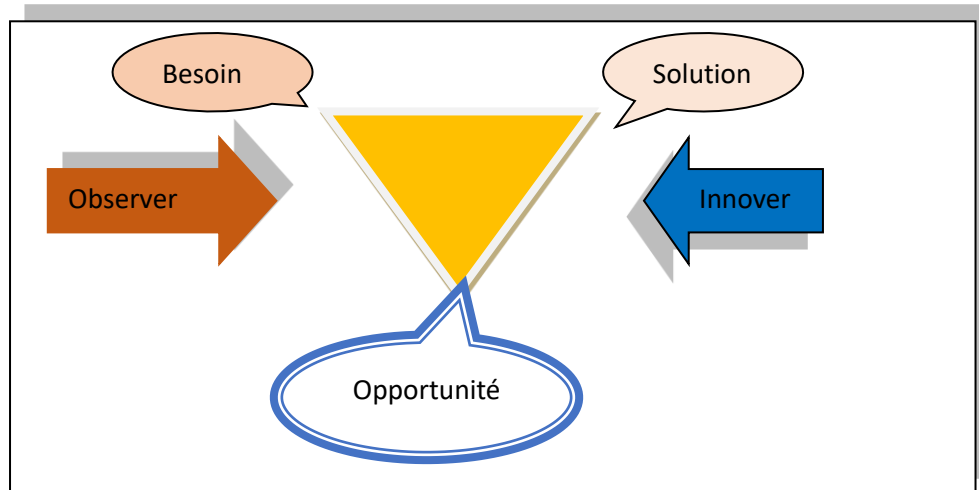 Besoin
Solution
Observer
Innover
Opportunité